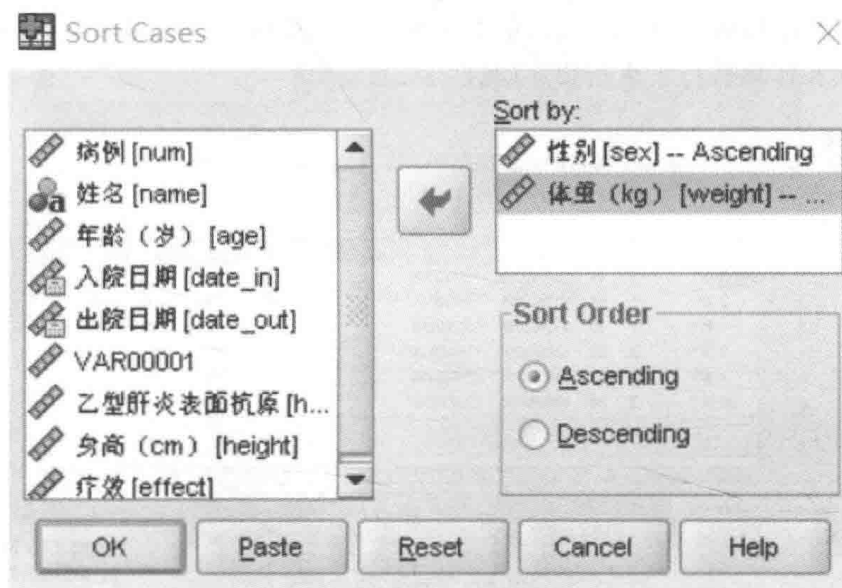 Sort Cases
病例 [num]
姓名 [name]
年龄（岁） [age]
入院日期 [date_in]
出院日期 [date_out]
VAR00001
乙型肝炎表面抗原 [h...
身高（cm） [height]
疗效 [effect]
Sort by:
性别 [sex] -- Ascending
体重（kg） [weight] -- ...
Sort Order
Ascending
Descending
OK
Paste
Reset
Cancel
Help